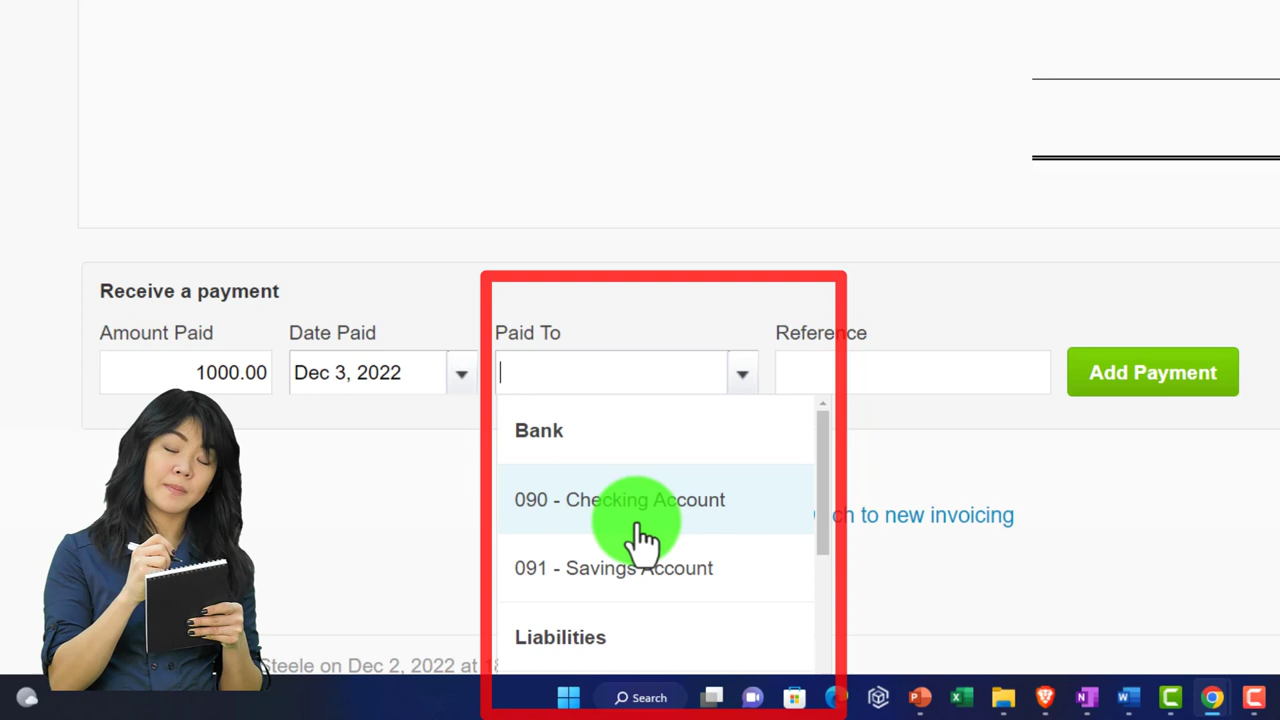 Receive a payment
Amount Paid Date Paid Paid To Reference
1000.00 Dec 3, 2022 Add Payment
Bank
090 - Checking Account
to new invoicing
091 - Savings Account
Liabilities
Steele on Dec 2, 2022 at
Search